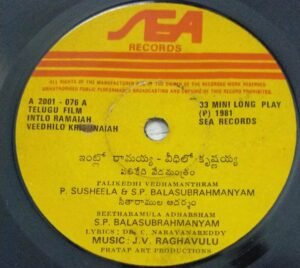 SEA
RECORDS
ALL RIGHTS OF THE MANUFACTURER AND OF THE OWNER OF THE RECORDED WORK RESERVED
UNAUTHORISED PUBLIC PERFORMANCE BROADCASTING AND COPYING OF THIS RECORD PROHIBITED
A 2001 - 076 A
TELUGU FILM
INTLO RAMAIAH
VEEDHILO KRISHNAIAH
33 MINI LONG PLAY
(P) 1981
SEA RECORDS
ఇంట్లో రామయ్య - వీధిలో కృష్ణయ్య
పలికేది వేదమంత్రం
PALIKEDHI VEDHAMANTHRAM
P. SUSHEELA & S.P. BALASUBRAHMANYAM
సీతారాముల ఆదర్శం
SEETHARAMULA ADHARSHAM
S.P. BALASUBRAHMANYAM
LYRICS : DR. C. NARAYANAREDDY
MUSIC : J.V. RAGHAVULU
PRATAP ART PRODUCTIONS